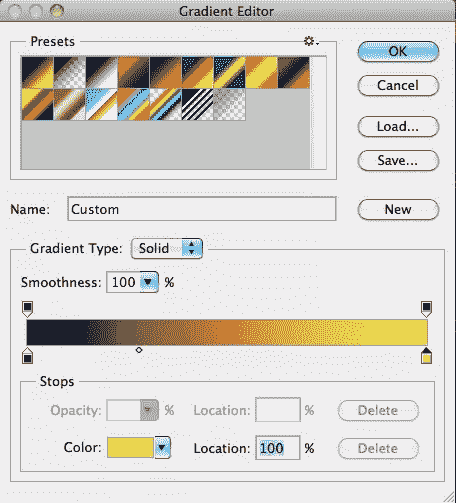 Gradient Editor
Presets
OK
Cancel
Load...
Save...
Name: Custom
New
Gradient Type: Solid
Smoothness: 100 %
Stops
Opacity: % Location: % Delete
Color: Location: 100 % Delete